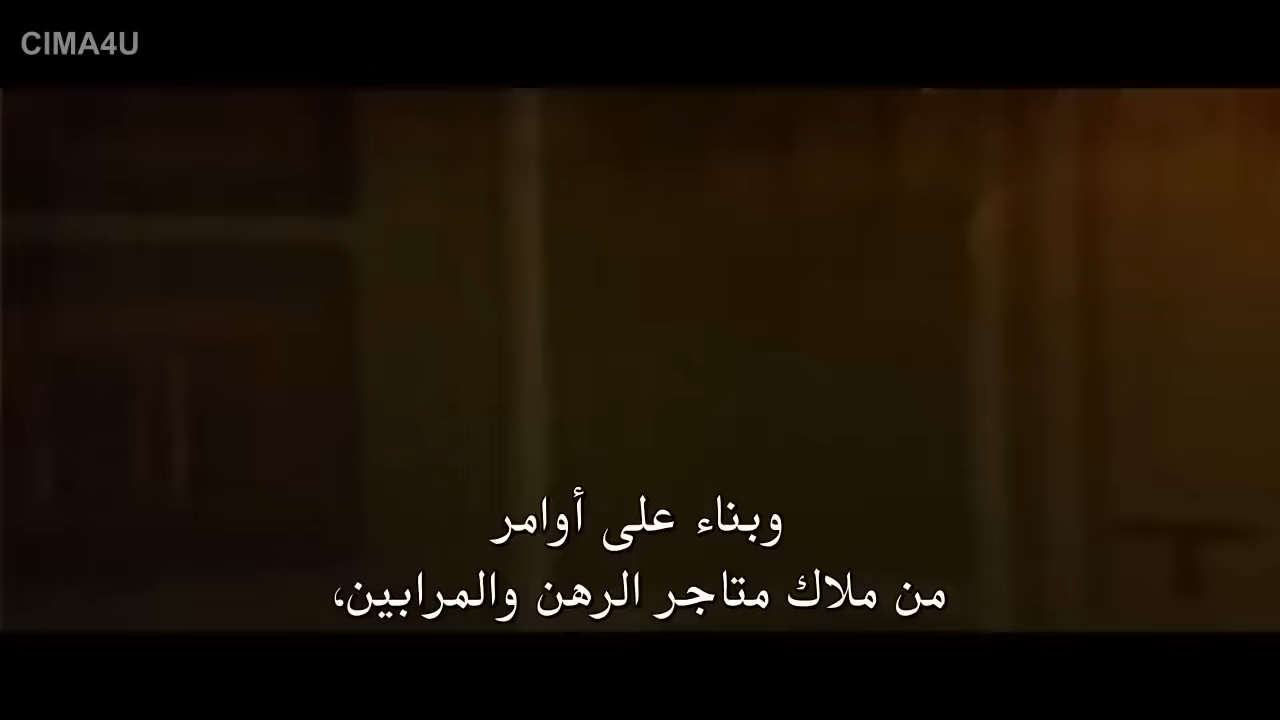 CIMA4U
وبناء على أوامر
من ملاك متاجر الرهن والمرابين،